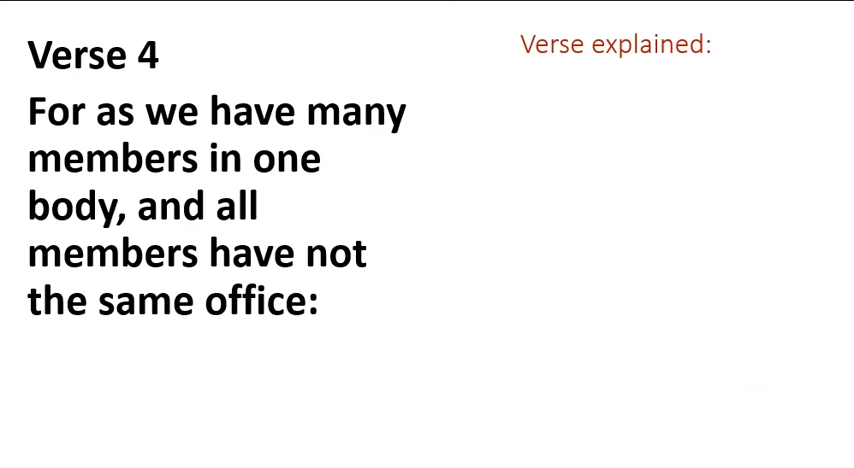 Verse 4
For as we have many
members in one
body, and all
members have not
the same office:
Verse explained: